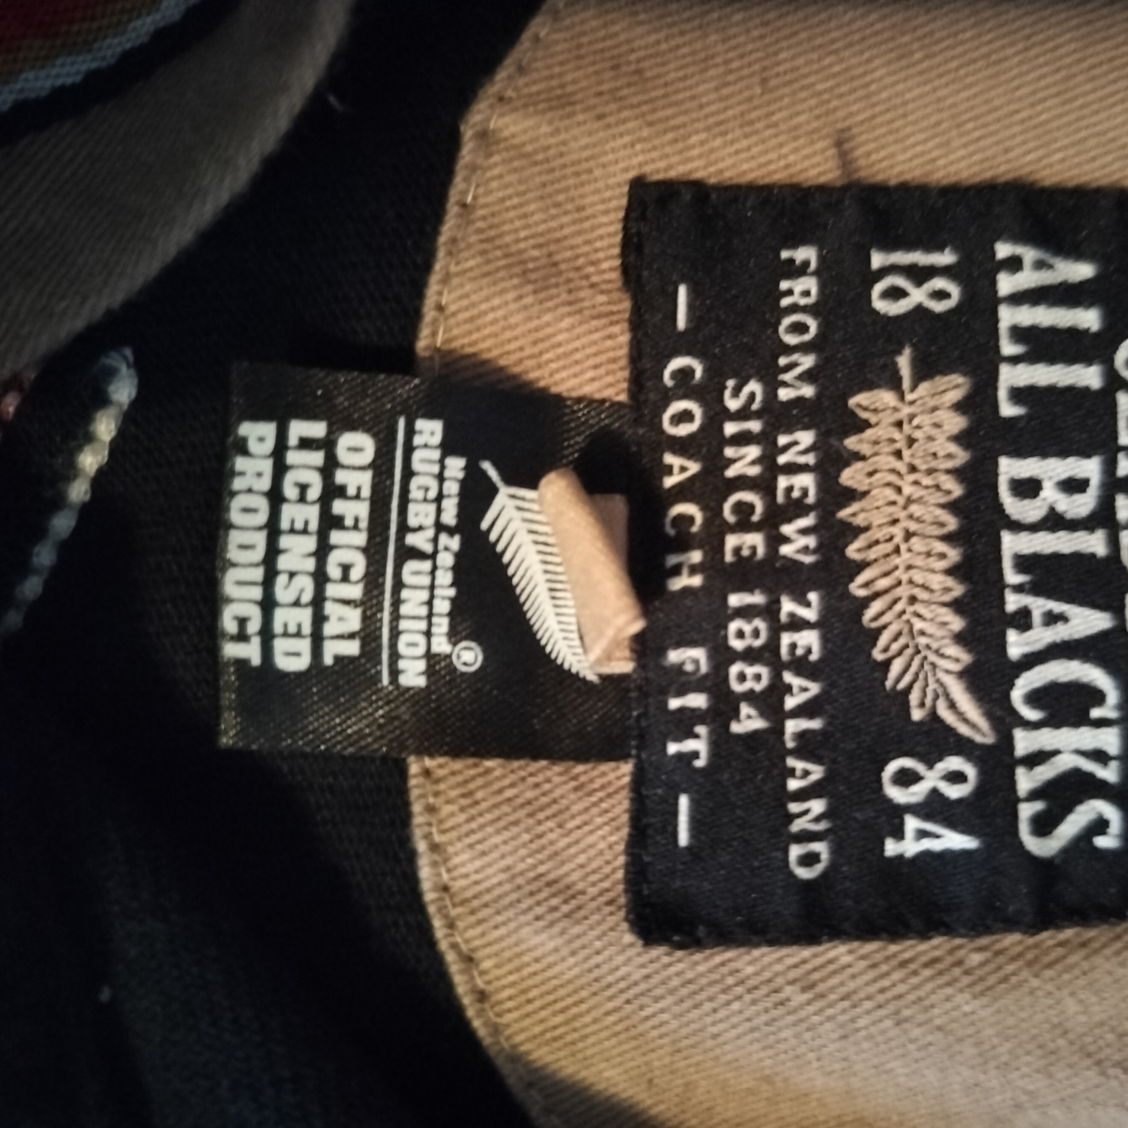 ALL BLACKS
18 84
FROM NEW ZEALAND
SINCE 1884
– COACH FIT –
New Zealand ®
RUGBY UNION
OFFICIAL
LICENSED
PRODUCT